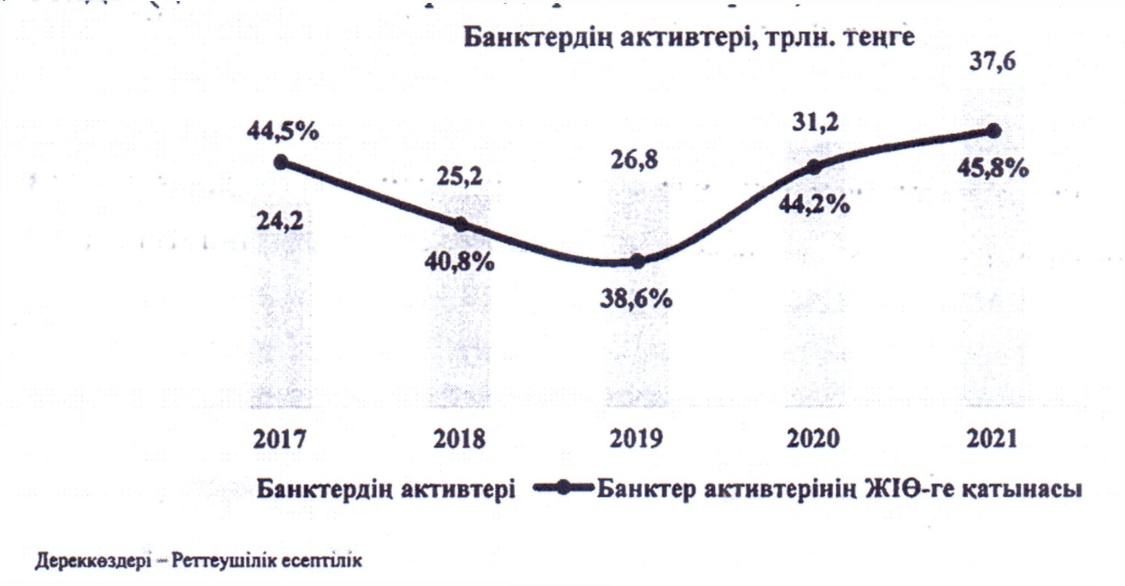 Банктердің активтері, трлн. теңге
37,6
44,5%
31,2
25,2
26,8
45,8%
24,2
44,2%
40,8%
38,6%
2017 2018 2019 2020 2021
Банктердің активтері Банктер активтерінің ЖІӨ-ге қатынасы
Дереккөздері – Реттеушілік есептілік